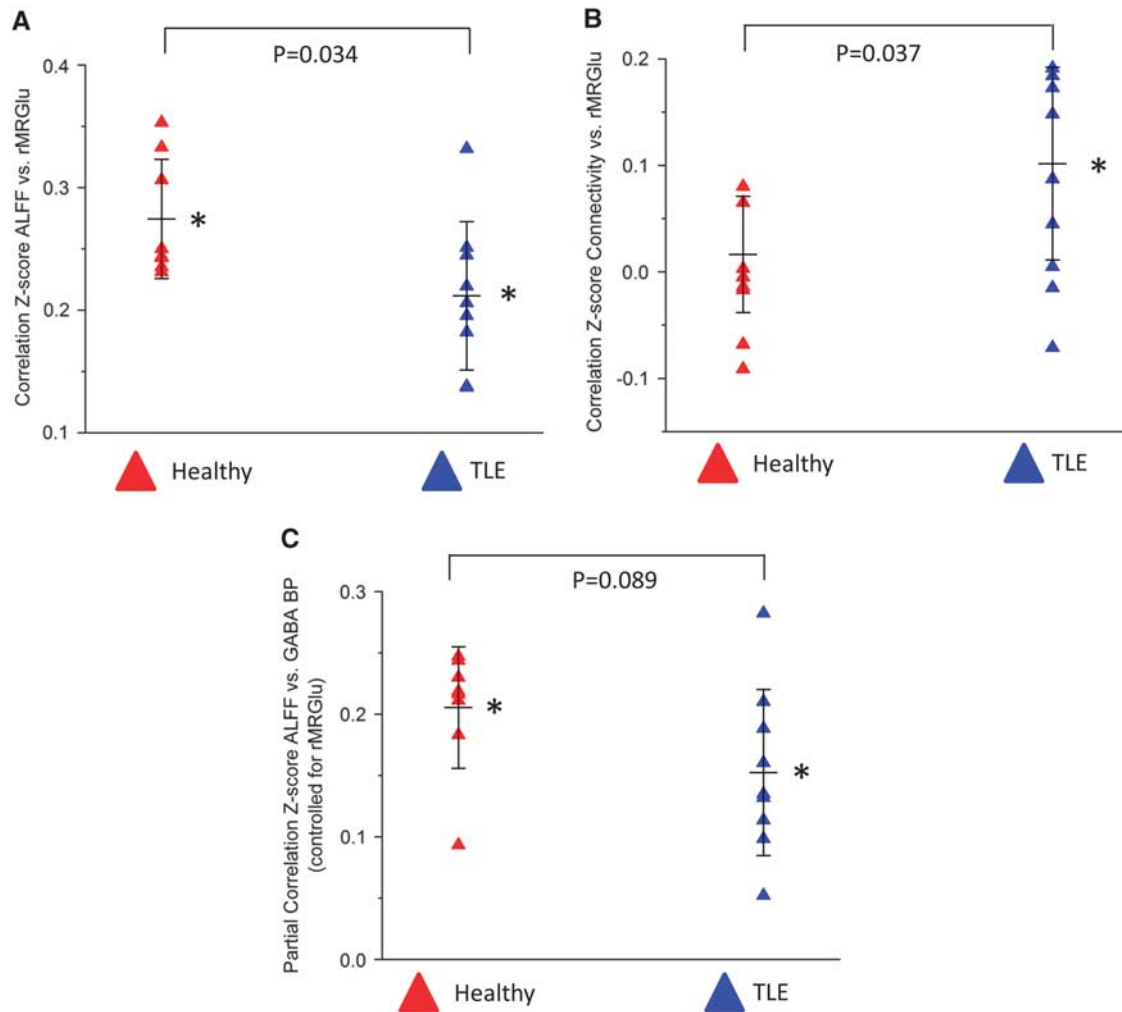 A
P=0.034
Correlation Z-score ALFF vs. rMRGlu
0.4
0.3
0.2
0.1
*
*
Healthy
TLE
B
P=0.037
Correlation Z-score Connectivity vs. rMRGlu
0.2
0.1
0.0
-0.1
*
Healthy
TLE
C
P=0.089
Partial Correlation Z-score ALFF vs. GABA BP
(controlled for rMRGlu)
0.3
0.2
0.1
0.0
*
*
Healthy
TLE